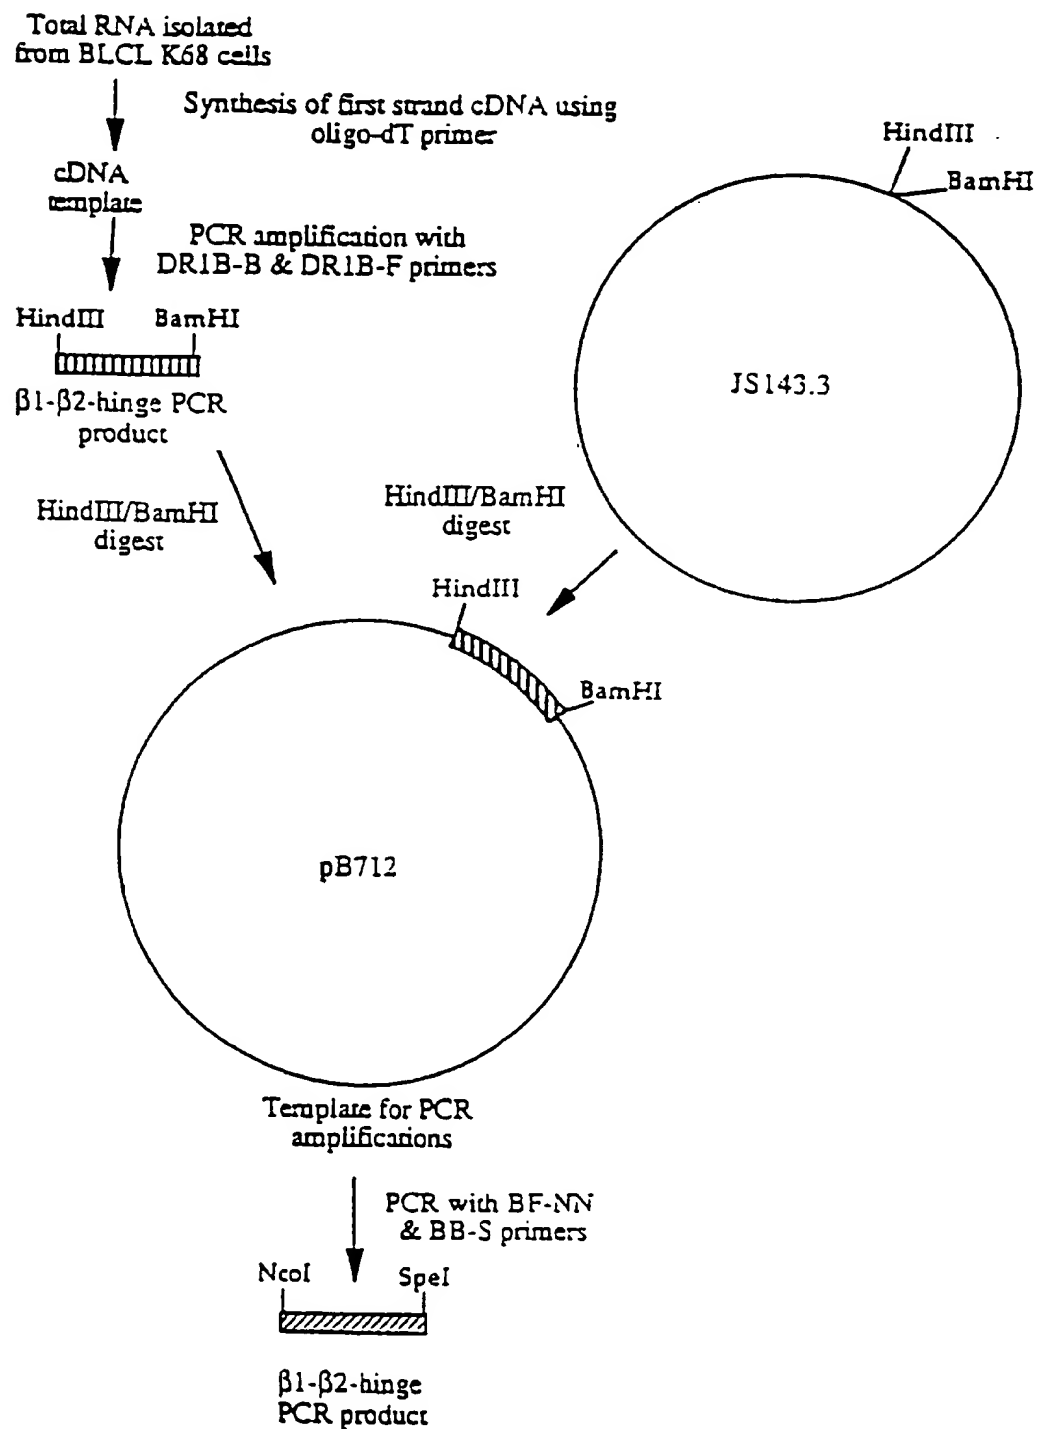 Total RNA isolated
from BLCL K68 cells
Synthesis of first strand cDNA using
oligo-dT primer
cDNA
template
PCR amplification with
DR1B-B & DR1B-F primers
HindIII BamHI
β1-β2-hinge PCR
product
HindIII/BamHI
digest
HindIII
BamHI
JS143.3
HindIII/BamHI
digest
HindIII
BamHI
pB712
Template for PCR
amplifications
PCR with BF-NN
& BB-S primers
NcoI SpeI
β1-β2-hinge
PCR product